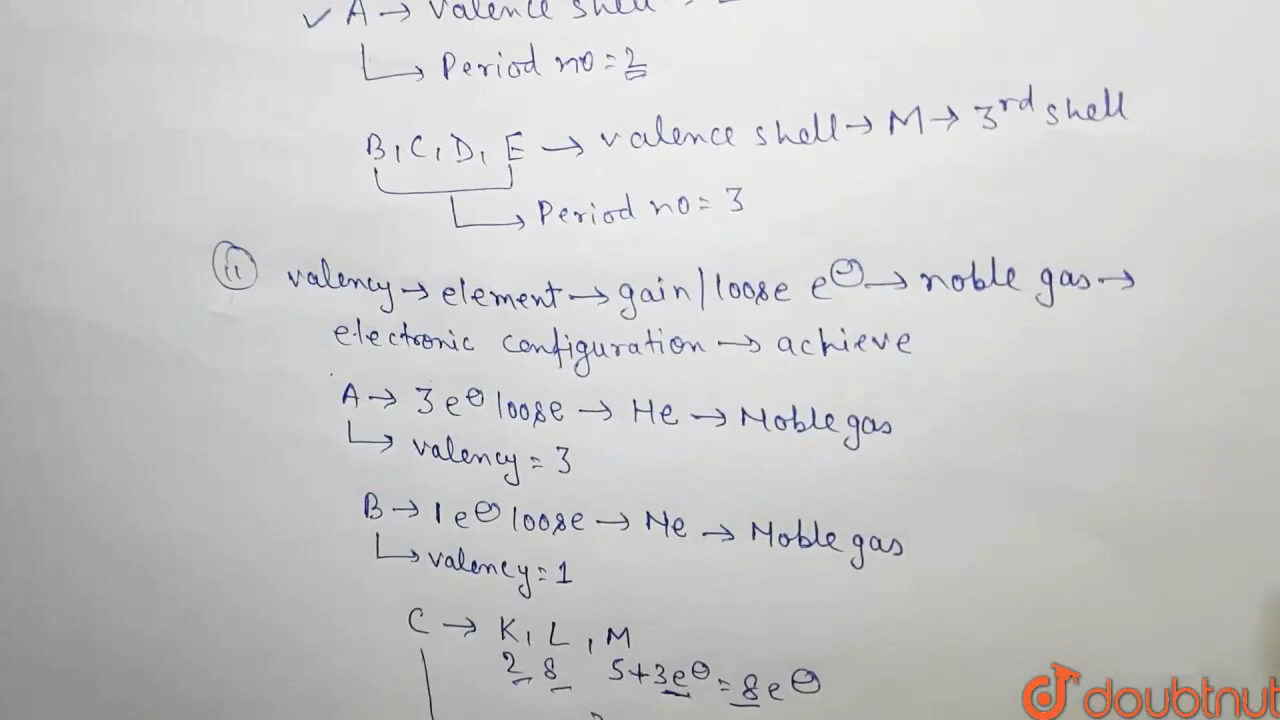 ✓ A → valence shell
↳ Period no = 2
B, C, D, E → valence shell → M → 3rd shell
↳ Period no = 3
(ii) valency → element → gain/loose e⊖ → noble gas →
electronic configuration → achieve
A → 3e⊖ loose → He → Noble gas
↳ valency = 3
B → 1e⊖ loose → Ne → Noble gas
↳ valency = 1
C → K, L, M
2 8 5+3e⊖ = 8e⊖
doubtnut